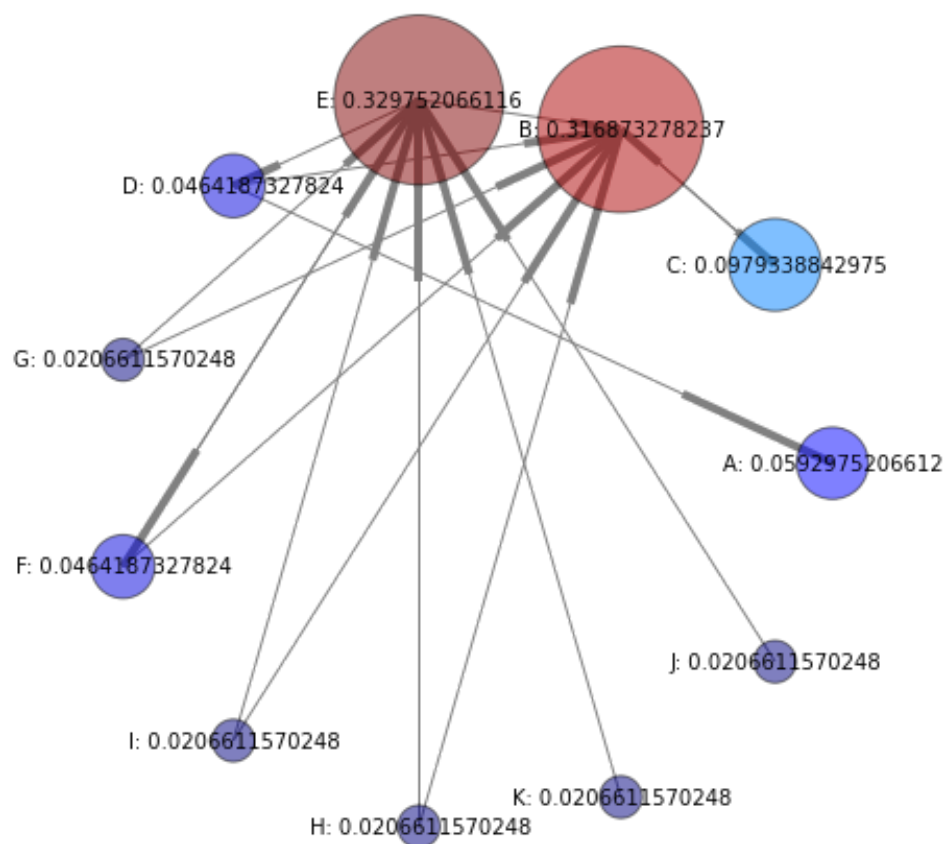 E: 0.329752066116
B: 0.316873278237
D: 0.0464187327824
C: 0.0979338842975
G: 0.0206611570248
A: 0.0592975206612
F: 0.0464187327824
J: 0.0206611570248
I: 0.0206611570248
K: 0.0206611570248
H: 0.0206611570248